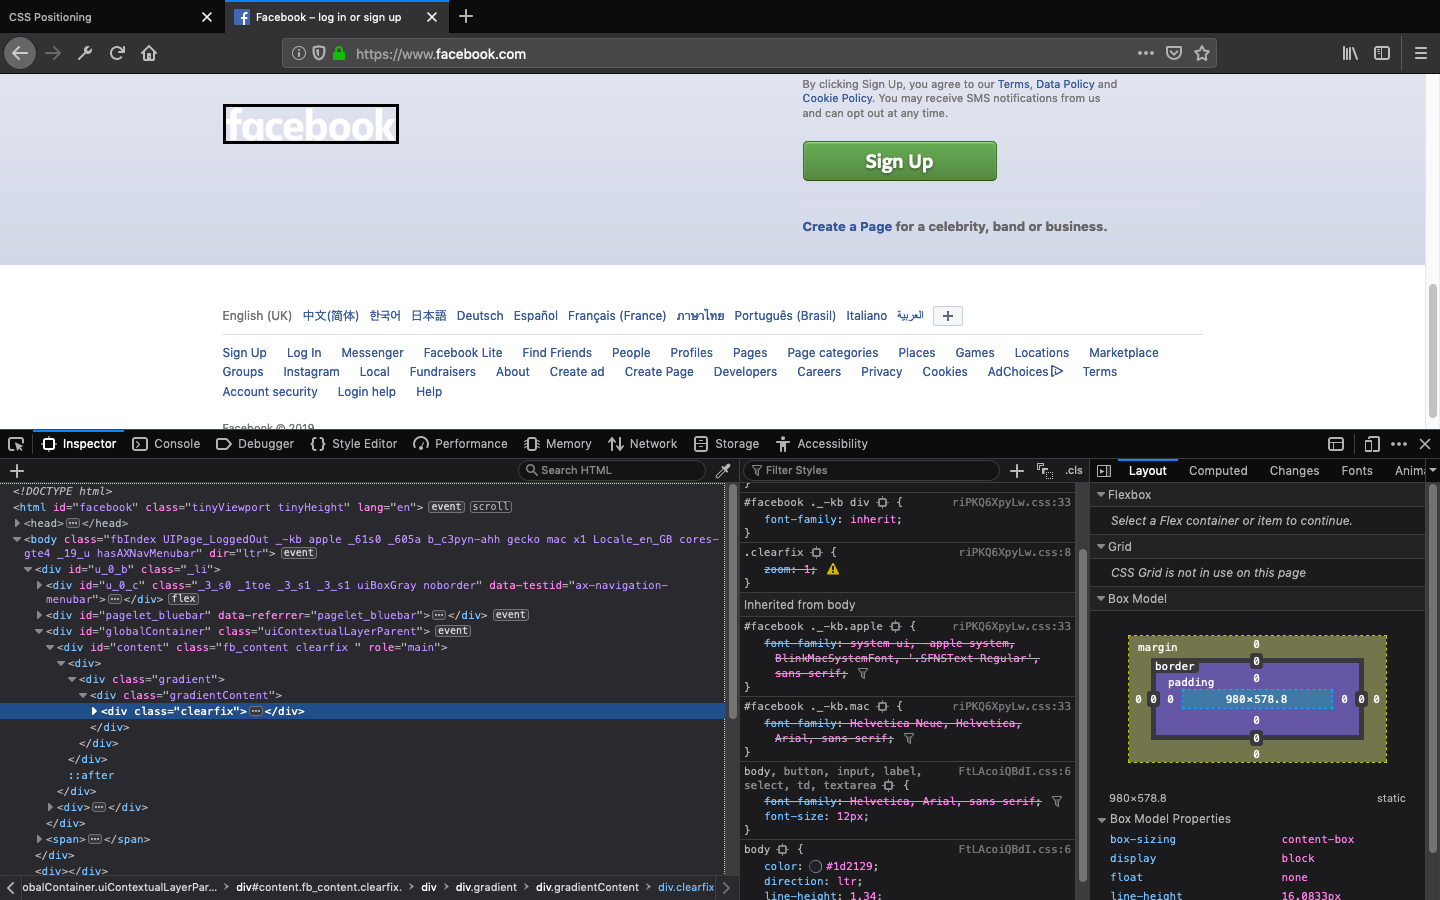 CSS Positioning
Facebook – log in or sign up
https://www.facebook.com
By clicking Sign Up, you agree to our Terms, Data Policy and
Cookie Policy. You may receive SMS notifications from us
and can opt out at any time.
facebook
Sign Up
Create a Page for a celebrity, band or business.
English (UK) 中文(简体) 한국어 日本語 Deutsch Español Français (France) ภาษาไทย Português (Brasil) Italiano العربية +
Sign Up Log In Messenger Facebook Lite Find Friends People Profiles Pages Page categories Places Games Locations Marketplace
Groups Instagram Local Fundraisers About Create ad Create Page Developers Careers Privacy Cookies AdChoices Terms
Account security Login help Help
Facebook © 2019
Inspector Console Debugger Style Editor Performance Memory Network Storage Accessibility
Search HTML
<!DOCTYPE html>
<html id="facebook" class="tinyViewport tinyHeight" lang="en"> event scroll
<head>…</head>
<body class="fbIndex UIPage_LoggedOut _-kb apple _61s0 _605a b_c3pyn-ahh gecko mac x1 Locale_en_GB cores-
gte4 _19_u hasAXNavMenubar" dir="ltr"> event
<div id="u_0_b" class="_li">
<div id="u_0_c" class="_3_s0 _1toe _3_s1 _3_s1 uiBoxGray noborder" data-testid="ax-navigation-
menubar">…</div> flex
<div id="pagelet_bluebar" data-referrer="pagelet_bluebar">…</div> event
<div id="globalContainer" class="uiContextualLayerParent"> event
<div id="content" class="fb_content clearfix " role="main">
<div>
<div class="gradient">
<div class="gradientContent">
<div class="clearfix">…</div>
</div>
</div>
</div>
::after
</div>
<div>…</div>
</div>
<span>…</span>
</div>
<div></div>
obalContainer.uiContextualLayerPar… > div#content.fb_content.clearfix. > div > div.gradient > div.gradientContent > div.clearfix
Filter Styles .cls
}
#facebook ._-kb div { riPKQ6XpyLw.css:33
font-family: inherit;
}
.clearfix { riPKQ6XpyLw.css:8
zoom: 1;
}
Inherited from body
#facebook ._-kb.apple { riPKQ6XpyLw.css:33
font-family: system-ui, -apple-system,
BlinkMacSystemFont, '.SFNSText-Regular',
sans-serif;
}
#facebook ._-kb.mac { riPKQ6XpyLw.css:33
font-family: Helvetica Neue, Helvetica,
Arial, sans-serif;
}
body, button, input, label, FtLAcoiQBdI.css:6
select, td, textarea {
font-family: Helvetica, Arial, sans-serif;
font-size: 12px;
}
body { FtLAcoiQBdI.css:6
color: #1d2129;
direction: ltr;
line-height: 1.34;
Layout Computed Changes Fonts Anima
Flexbox
Select a Flex container or item to continue.
Grid
CSS Grid is not in use on this page
Box Model
margin 0
border 0
padding 0
0 0 0 980×578.8 0 0 0
0
0
0
980×578.8 static
Box Model Properties
box-sizing content-box
display block
float none
line-height 16.0833px